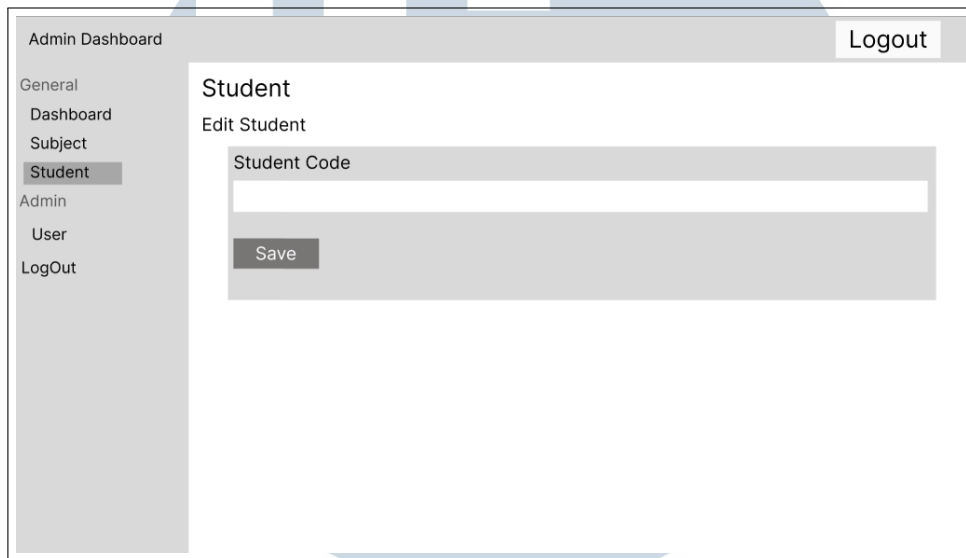 Admin Dashboard
Logout
General
Dashboard
Subject
Student
Admin
User
LogOut
Student
Edit Student
Student Code
Save